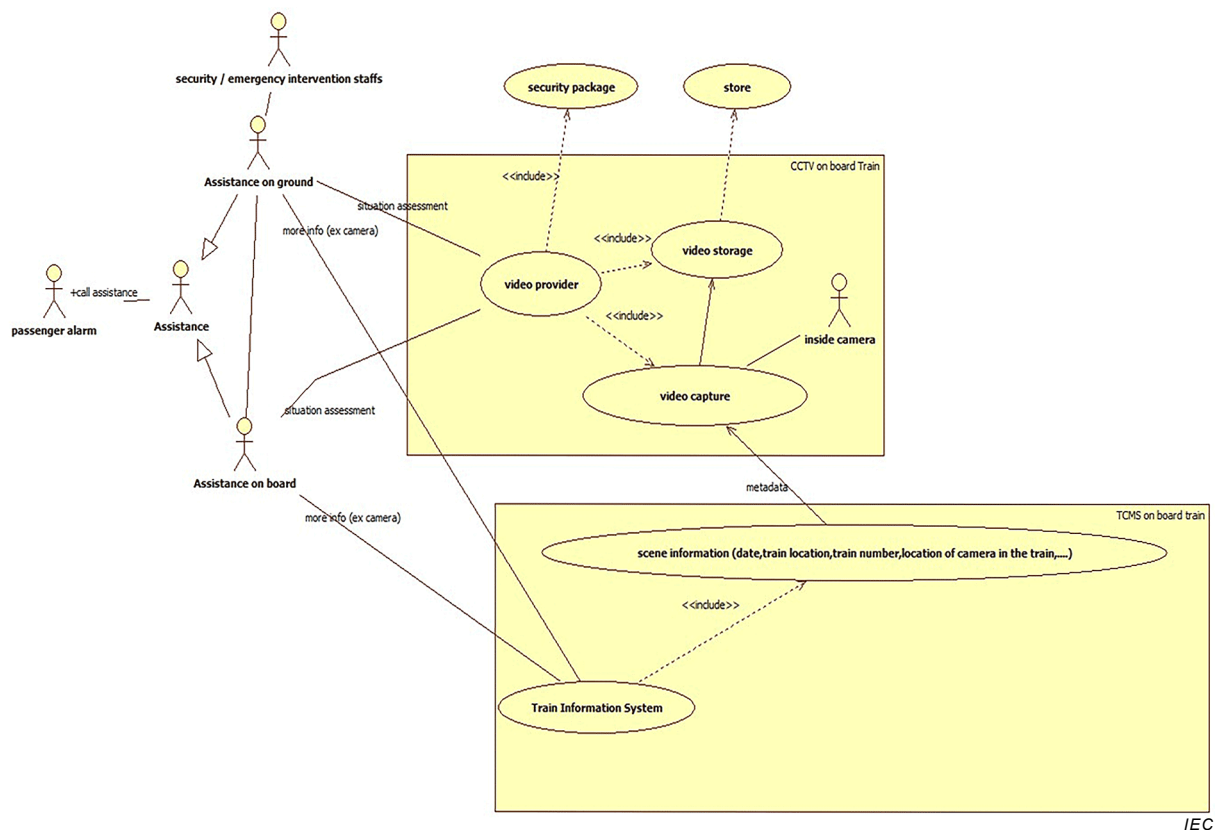 security / emergency intervention staffs
security package
store
CCTV on board Train
<<include>>
Assistance on ground
situation assessment
more info (ex camera)
<<include>>
video storage
video provider
+call assistance
passenger alarm
Assistance
<<include>>
inside camera
video capture
situation assessment
Assistance on board
metadata
more info (ex camera)
TCMS on board train
scene information (date,train location,train number,location of camera in the train,....)
<<include>>
Train Information System
IEC